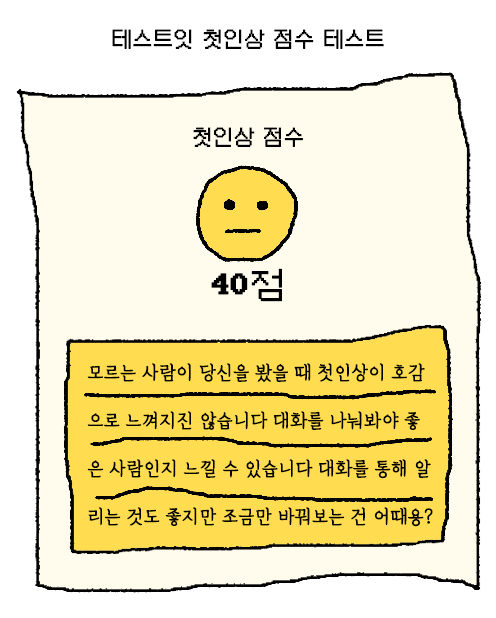 테스트잇 첫인상 점수 테스트
첫인상 점수
40점
모르는 사람이 당신을 봤을 때 첫인상이 호감
으로 느껴지진 않습니다 대화를 나눠봐야 좋
은 사람인지 느낄 수 있습니다 대화를 통해 알
리는 것도 좋지만 조금만 바꿔보는 건 어때용?